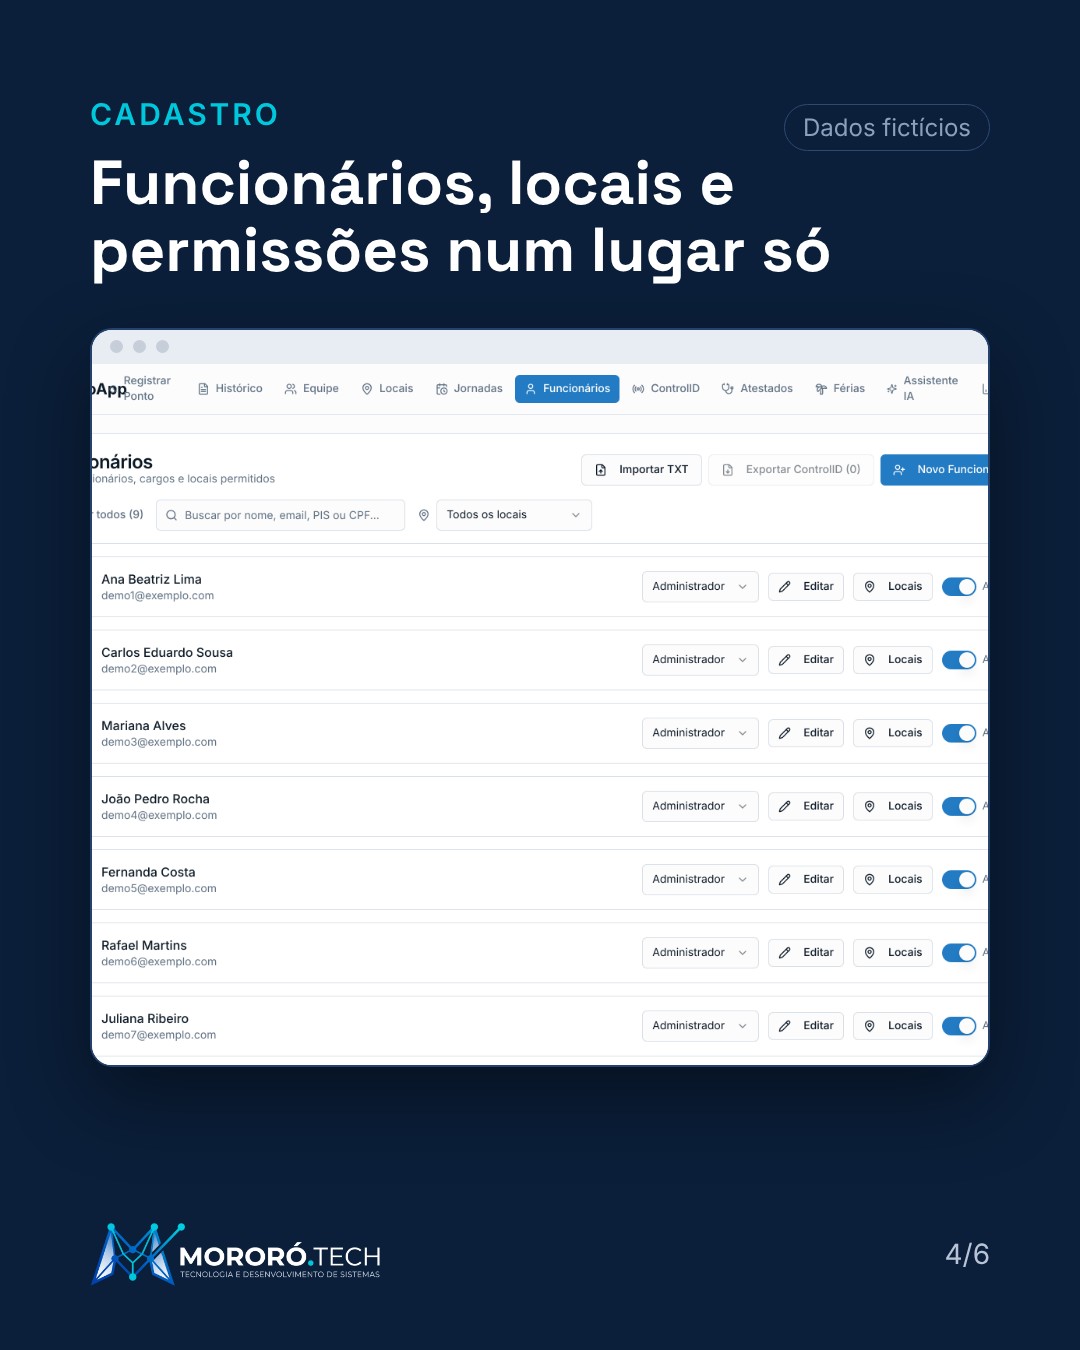 CADASTRO
Dados fictícios
Funcionários, locais e
permissões num lugar só
oApp
Registrar
Ponto
Histórico
Equipe
Locais
Jornadas
Funcionários
ControlID
Atestados
Férias
Assistente
IA
onários
ionários, cargos e locais permitidos
Importar TXT
Exportar ControlID (0)
Novo Funcion
r todos (9)
Buscar por nome, email, PIS ou CPF...
Todos os locais
Ana Beatriz Lima
demo1@exemplo.com
Administrador
Editar
Locais
A
Carlos Eduardo Sousa
demo2@exemplo.com
Administrador
Editar
Locais
A
Mariana Alves
demo3@exemplo.com
Administrador
Editar
Locais
A
João Pedro Rocha
demo4@exemplo.com
Administrador
Editar
Locais
A
Fernanda Costa
demo5@exemplo.com
Administrador
Editar
Locais
A
Rafael Martins
demo6@exemplo.com
Administrador
Editar
Locais
A
Juliana Ribeiro
demo7@exemplo.com
Administrador
Editar
Locais
A
MORORÓ.TECH
TECNOLOGIA E DESENVOLVIMENTO DE SISTEMAS
4/6